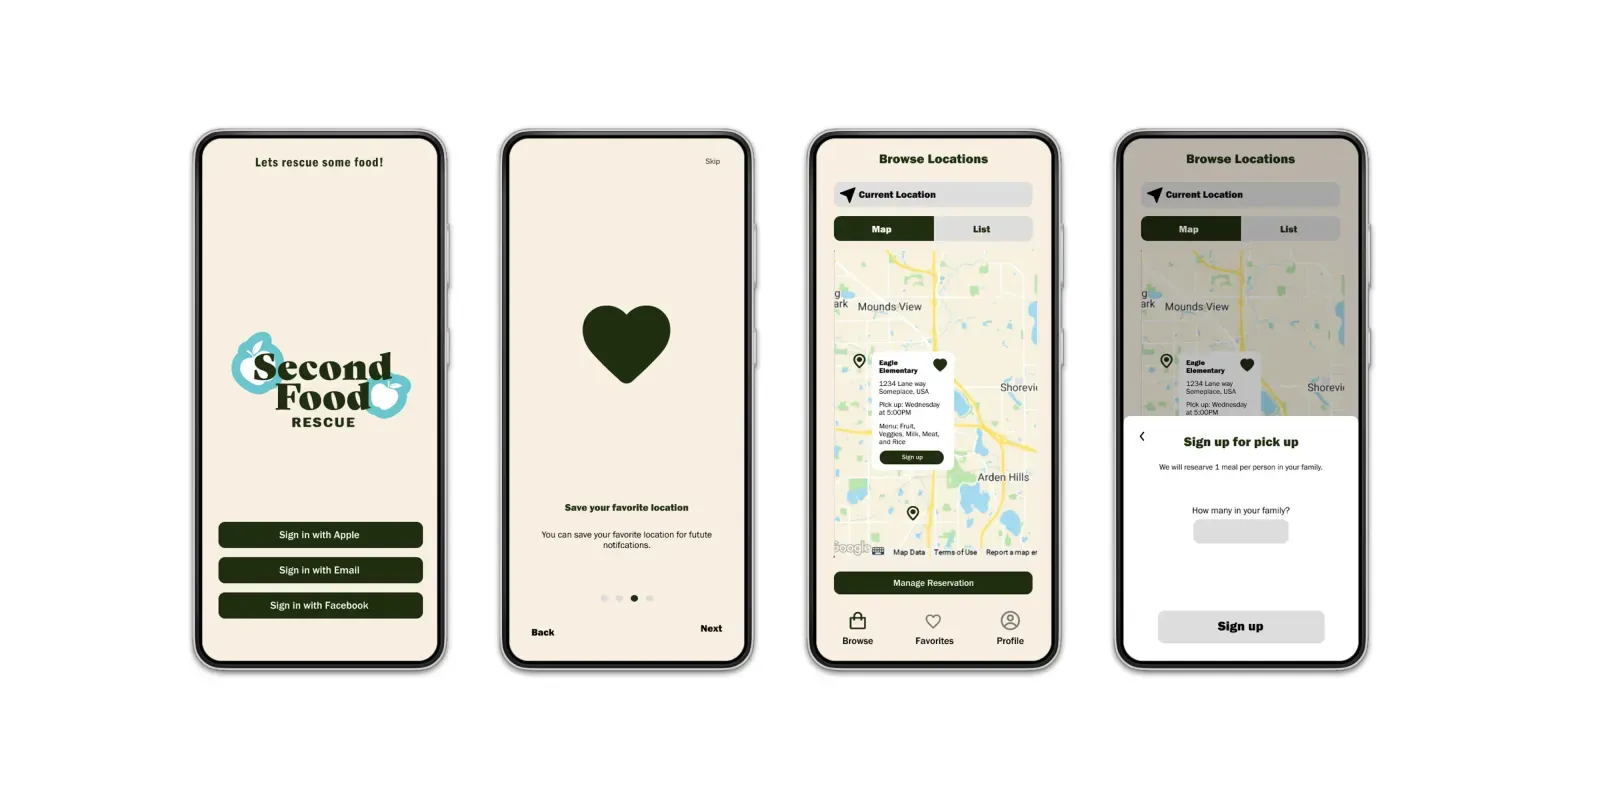 Lets rescue some food!
Second
Food
RESCUE
Sign in with Apple
Sign in with Email
Sign in with Facebook
Skip
Save your favorite location
You can save your favorite location for futute
notifcations.
Back
Next
Browse Locations
Current Location
Map
List
g
ark
Mounds View
Eagle
Elementary
1234 Lane way
Someplace, USA
Pick up: Wednesday
at 5:00PM
Menu: Fruit,
Veggies, Milk, Meat,
and Rice
Sign up
Shorevi
Arden Hills
Google
Map Data
Terms of Use
Report a map er
Manage Reservation
Browse
Favorites
Profile
Browse Locations
Current Location
Map
List
g
ark
Mounds View
Eagle
Elementary
1234 Lane way
Someplace, USA
Pick up: Wednesday
at 5:00PM
Shorevi
Sign up for pick up
We will researve 1 meal per person in your family.
How many in your family?
Sign up